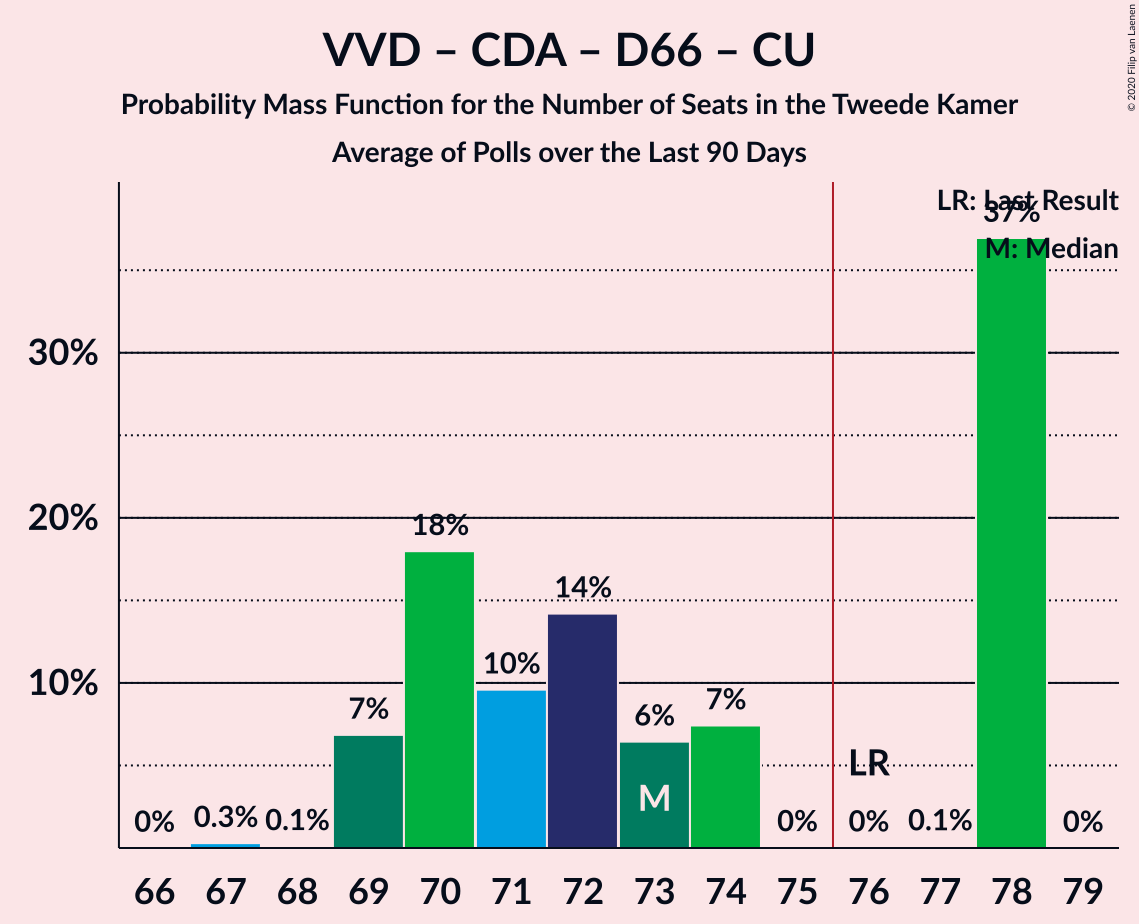 VVD – CDA – D66 – CU
Probability Mass Function for the Number of Seats in the Tweede Kamer
Average of Polls over the Last 90 Days
© 2020 Filip van Laenen
LR: Last Result
M: Median
37%
30%
20%
10%
18%
14%
10%
7%
6%
7%
LR
M
0%
0.3%
0.1%
0%
0%
0.1%
0%
66 67 68 69 70 71 72 73 74 75 76 77 78 79